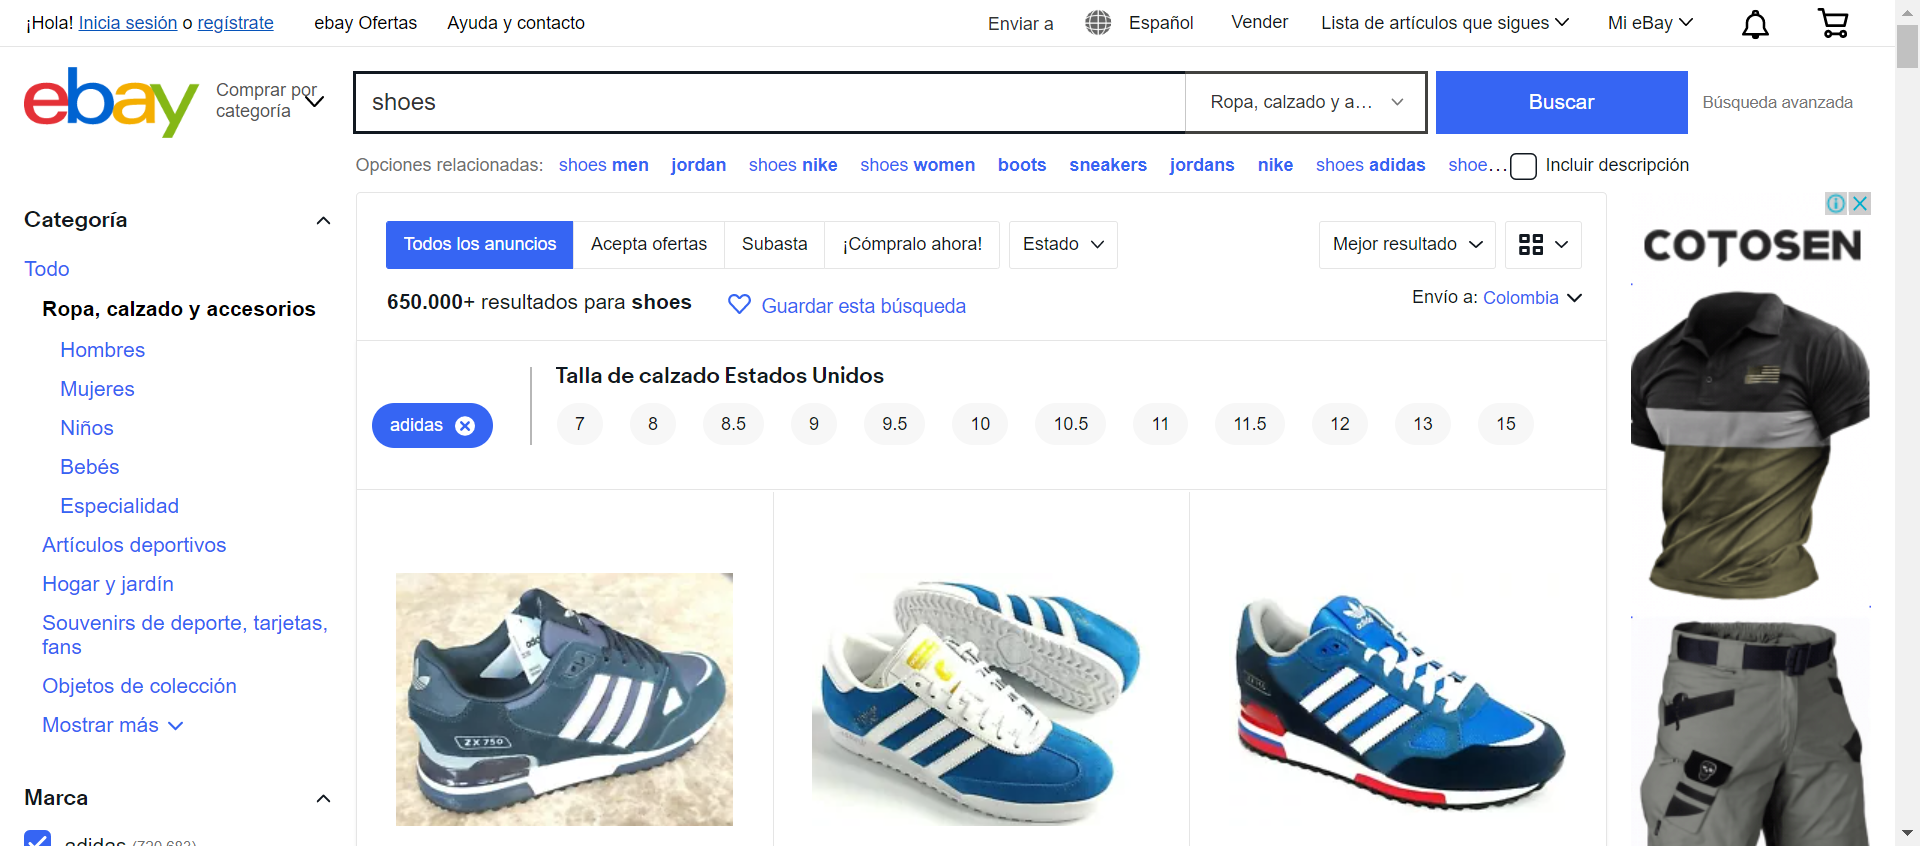 ¡Hola! Inicia sesión o regístrate ebay Ofertas Ayuda y contacto Enviar a Español Vender Lista de artículos que sigues Mi eBay
ebay
Comprar por
categoría
shoes
Ropa, calzado y a...
Buscar
Búsqueda avanzada
Opciones relacionadas: shoes men jordan shoes nike shoes women boots sneakers jordans nike shoes adidas shoe... Incluir descripción
Categoría
Todo
Ropa, calzado y accesorios
Hombres
Mujeres
Niños
Bebés
Especialidad
Artículos deportivos
Hogar y jardín
Souvenirs de deporte, tarjetas,
fans
Objetos de colección
Mostrar más
Marca
adidas (720.683)
Todos los anuncios Acepta ofertas Subasta ¡Cómpralo ahora! Estado Mejor resultado
650.000+ resultados para shoes Guardar esta búsqueda Envío a: Colombia
Talla de calzado Estados Unidos
adidas 7 8 8.5 9 9.5 10 10.5 11 11.5 12 13 15
ZX 750
COTOSEN